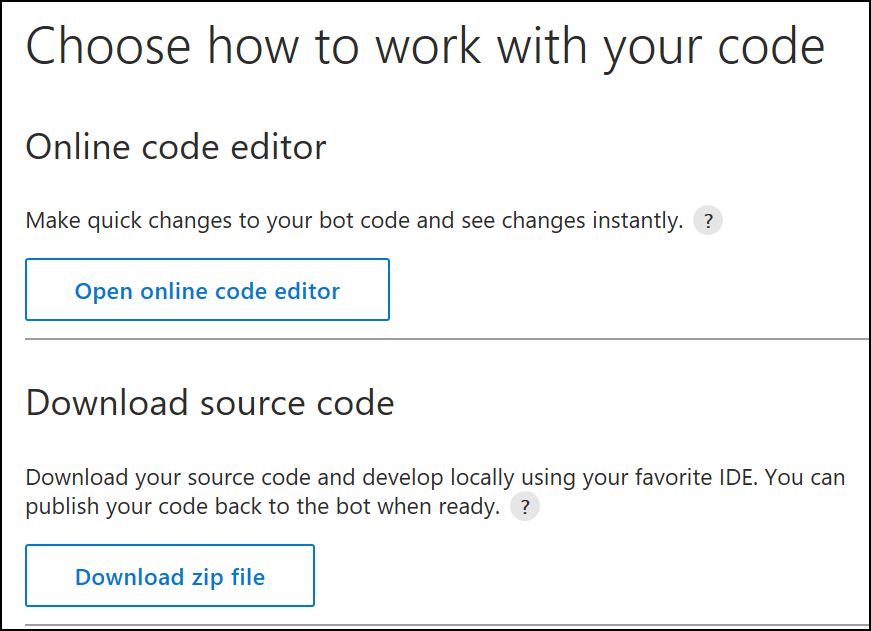 Choose how to work with your code
Online code editor
Make quick changes to your bot code and see changes instantly. ?
Open online code editor
Download source code
Download your source code and develop locally using your favorite IDE. You can
publish your code back to the bot when ready. ?
Download zip file